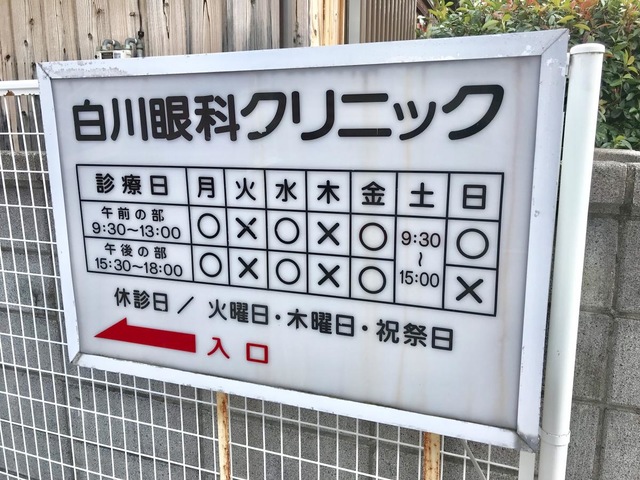 白川眼科クリニック
診療日 月 火 水 木 金 土 日
午前の部 9:30~13:00 ○ × ○ × ○ 9:30~15:00 ○
午後の部 15:30~18:00 ○ × ○ × ○ ×
休診日/火曜日・木曜日・祝祭日
入口